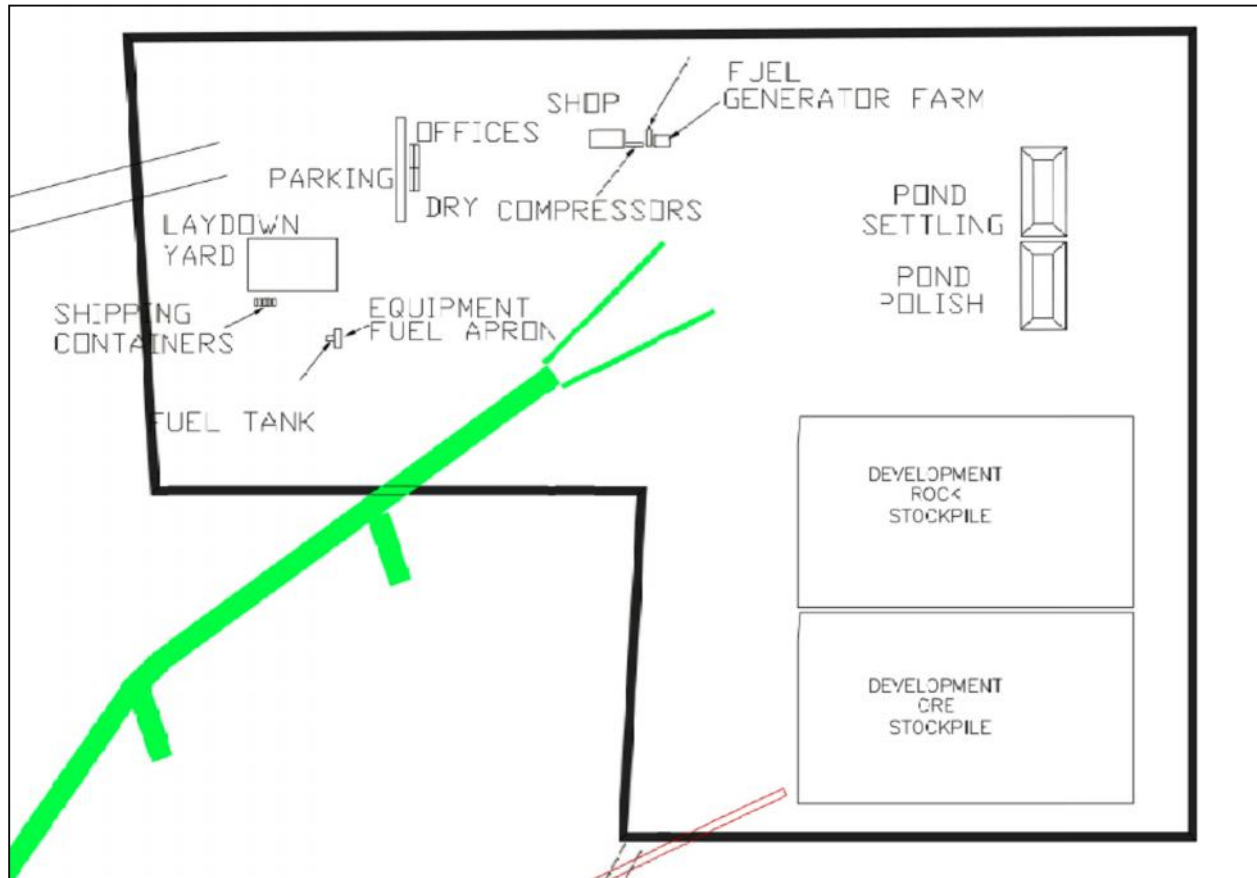 FJEL
GENERATOR FARM
SHOP
OFFICES
PARKING
DRY COMPRESSORS
LAYDOWN
YARD
SHIPPING
CONTAINERS
EQUIPMENT
FUEL APRON
FUEL TANK
POND
SETTLING
POND
POLISH
DEVELOPMENT
ROCK
STOCKPILE
DEVELOPMENT
ORE
STOCKPILE